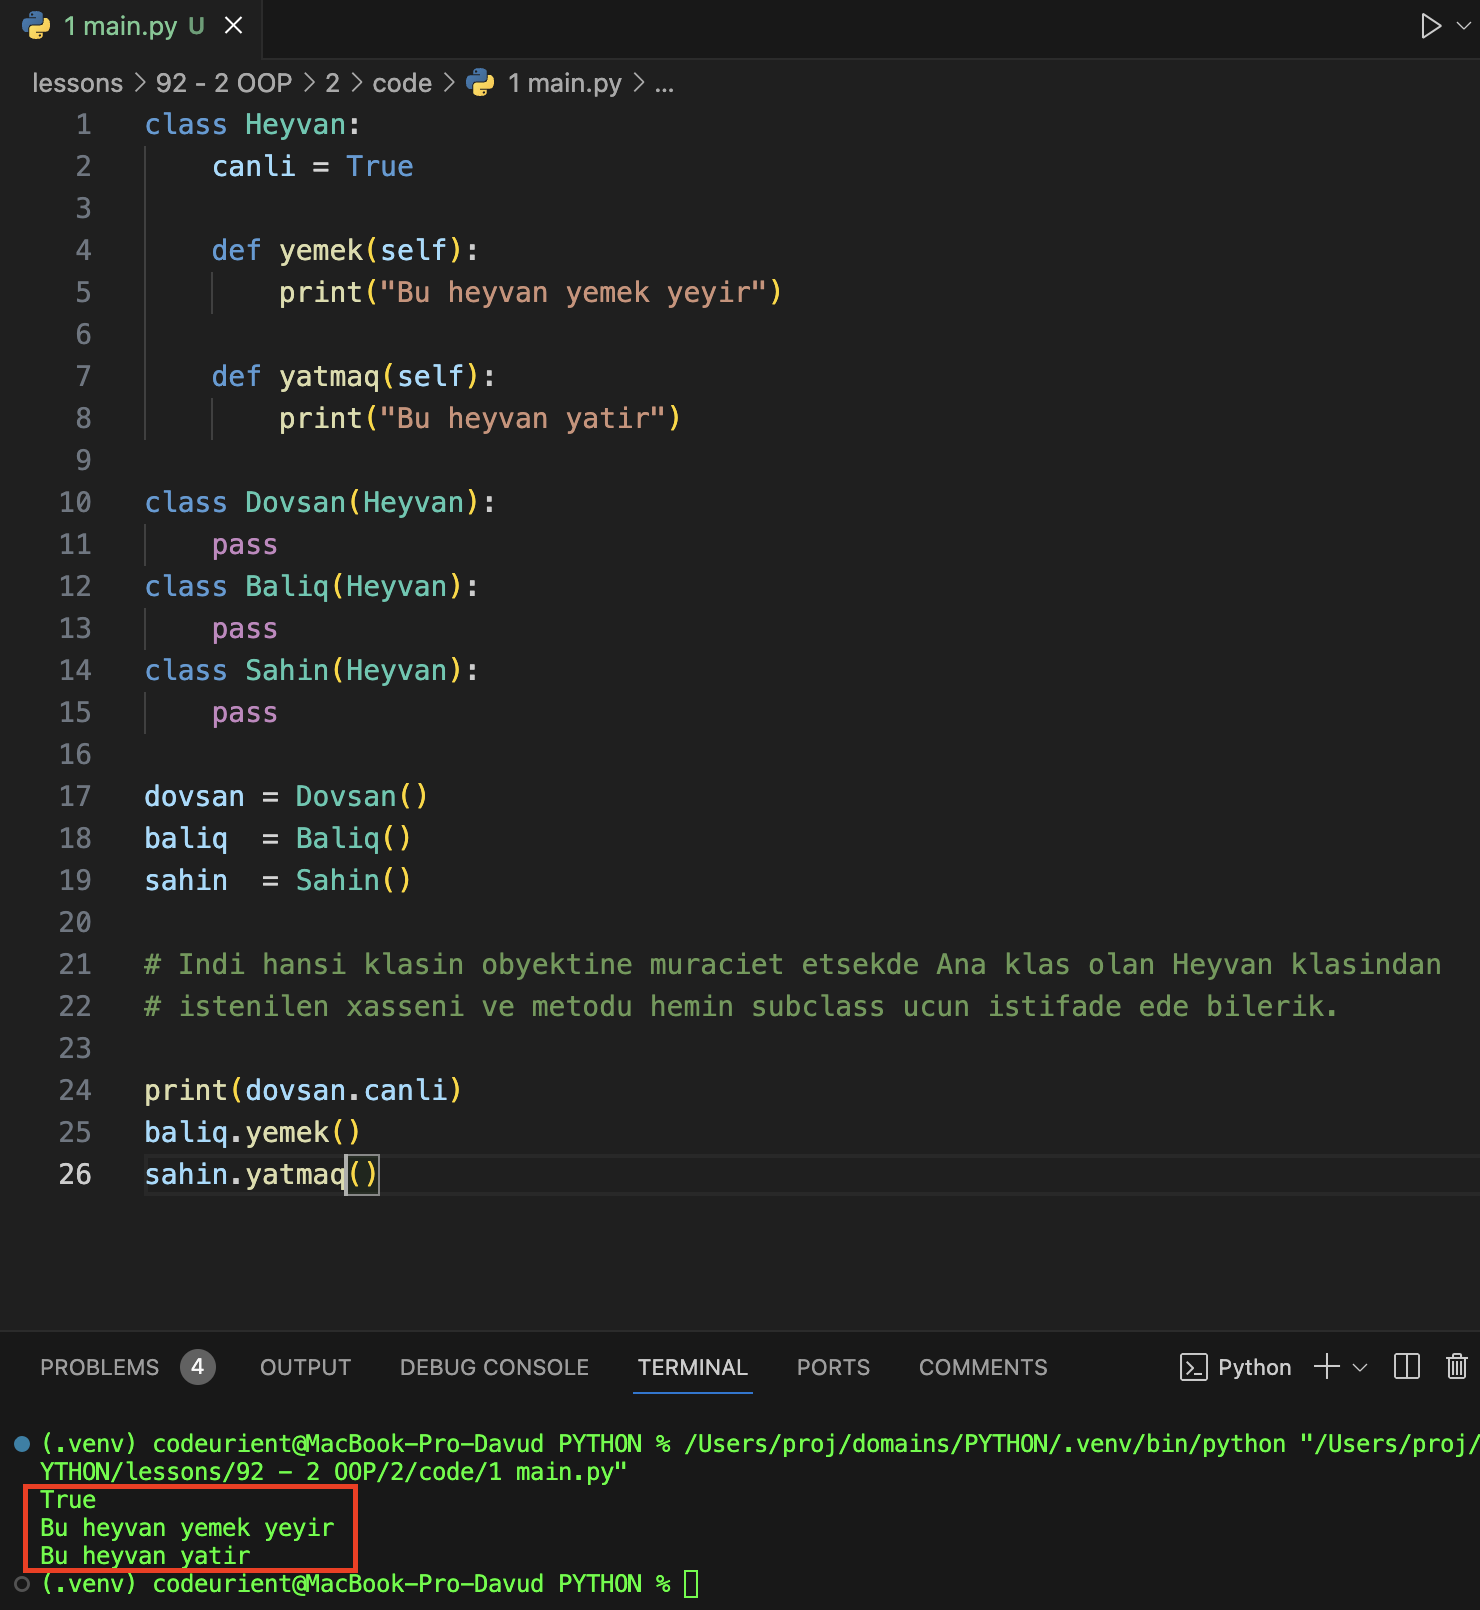 1 main.py U
lessons > 92 - 2 OOP > 2 > code > 1 main.py > ...
1 class Heyvan:
2     canli = True
3
4     def yemek(self):
5         print("Bu heyvan yemek yeyir")
6
7     def yatmaq(self):
8         print("Bu heyvan yatir")
9
10 class Dovsan(Heyvan):
11     pass
12 class Baliq(Heyvan):
13     pass
14 class Sahin(Heyvan):
15     pass
16
17 dovsan = Dovsan()
18 baliq  = Baliq()
19 sahin  = Sahin()
20
21 # Indi hansi klasin obyektine muraciet etsekde Ana klas olan Heyvan klasindan
22 # istenilen xasseni ve metodu hemin subclass ucun istifade ede bilerik.
23
24 print(dovsan.canli)
25 baliq.yemek()
26 sahin.yatmaq()
PROBLEMS 4 OUTPUT DEBUG CONSOLE TERMINAL PORTS COMMENTS Python
(.venv) codeurient@MacBook-Pro-Davud PYTHON % /Users/proj/domains/PYTHON/.venv/bin/python "/Users/proj/
YTHON/lessons/92 - 2 OOP/2/code/1 main.py"
True
Bu heyvan yemek yeyir
Bu heyvan yatir
(.venv) codeurient@MacBook-Pro-Davud PYTHON %